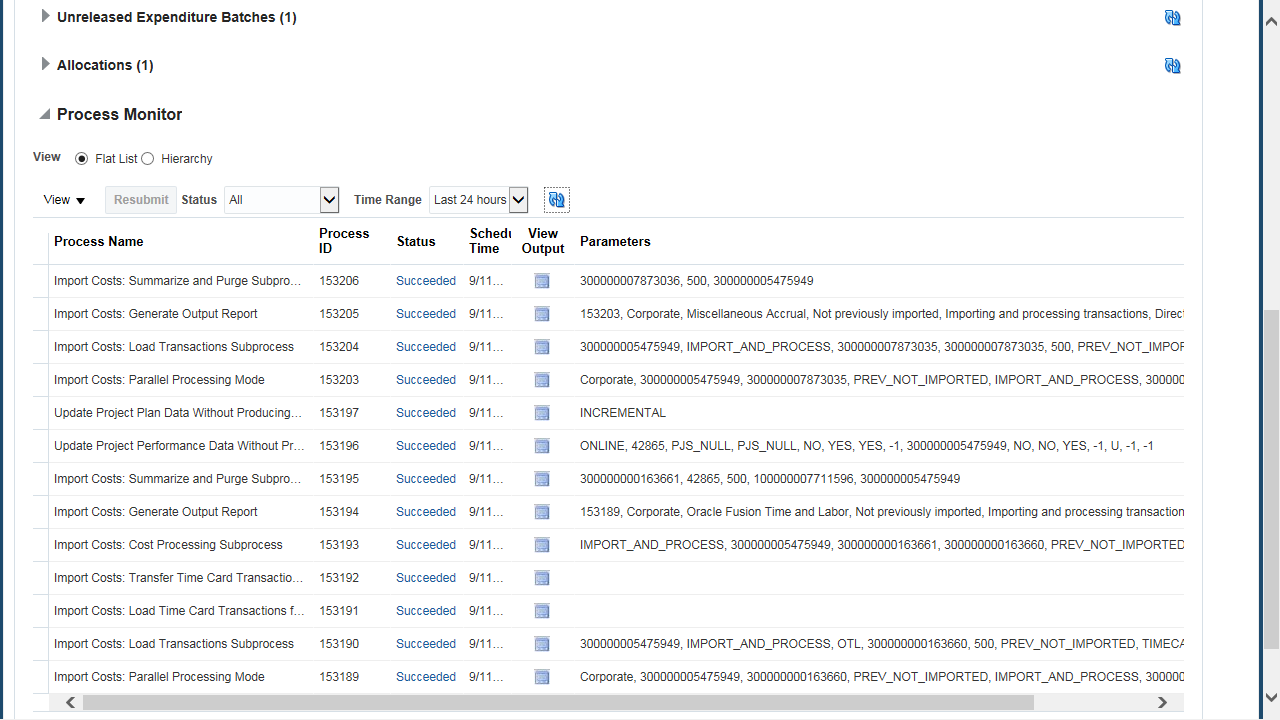 Unreleased Expenditure Batches (1)
Allocations (1)
Process Monitor
View Flat List Hierarchy
View Resubmit Status All Time Range Last 24 hours
Process Name Process ID Status Schedu Time View Output Parameters
Import Costs: Summarize and Purge Subpro... 153206 Succeeded 9/11... 300000007873036, 500, 300000005475949
Import Costs: Generate Output Report 153205 Succeeded 9/11... 153203, Corporate, Miscellaneous Accrual, Not previously imported, Importing and processing transactions, Direct
Import Costs: Load Transactions Subprocess 153204 Succeeded 9/11... 300000005475949, IMPORT_AND_PROCESS, 300000007873035, 300000007873035, 500, PREV_NOT_IMPOR
Import Costs: Parallel Processing Mode 153203 Succeeded 9/11... Corporate, 300000005475949, 300000007873035, PREV_NOT_IMPORTED, IMPORT_AND_PROCESS, 300000
Update Project Plan Data Without Producing... 153197 Succeeded 9/11... INCREMENTAL
Update Project Performance Data Without Pr... 153196 Succeeded 9/11... ONLINE, 42865, PJS_NULL, PJS_NULL, NO, YES, YES, -1, 300000005475949, NO, NO, YES, -1, U, -1, -1
Import Costs: Summarize and Purge Subpro... 153195 Succeeded 9/11... 300000000163661, 42865, 500, 100000007711596, 300000005475949
Import Costs: Generate Output Report 153194 Succeeded 9/11... 153189, Corporate, Oracle Fusion Time and Labor, Not previously imported, Importing and processing transaction
Import Costs: Cost Processing Subprocess 153193 Succeeded 9/11... IMPORT_AND_PROCESS, 300000005475949, 300000000163661, 300000000163660, PREV_NOT_IMPORTED
Import Costs: Transfer Time Card Transactio... 153192 Succeeded 9/11...
Import Costs: Load Time Card Transactions f... 153191 Succeeded 9/11...
Import Costs: Load Transactions Subprocess 153190 Succeeded 9/11... 300000005475949, IMPORT_AND_PROCESS, OTL, 300000000163660, 500, PREV_NOT_IMPORTED, TIMECA
Import Costs: Parallel Processing Mode 153189 Succeeded 9/11... Corporate, 300000005475949, 300000000163660, PREV_NOT_IMPORTED, IMPORT_AND_PROCESS, 300000